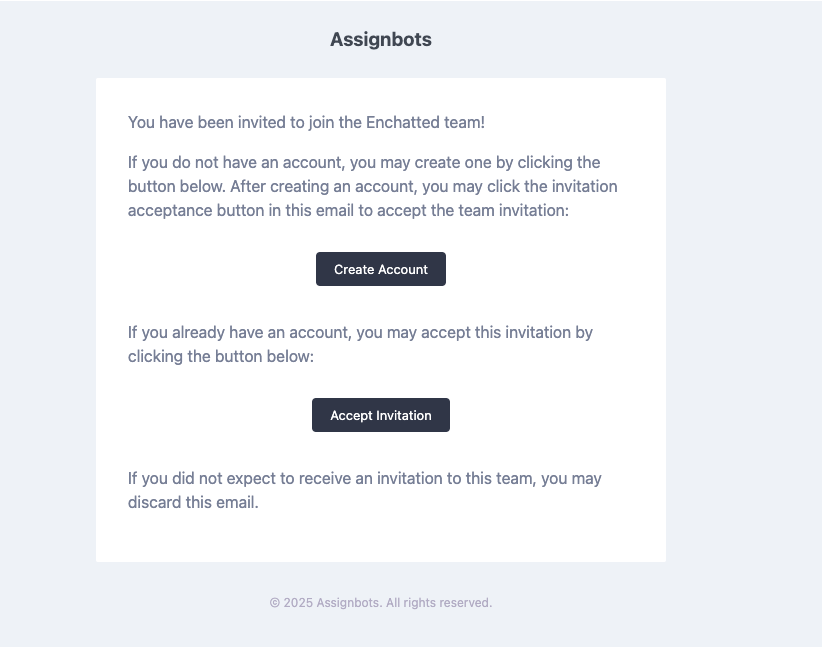 Assignbots
You have been invited to join the Enchatted team!
If you do not have an account, you may create one by clicking the
button below. After creating an account, you may click the invitation
acceptance button in this email to accept the team invitation:
Create Account
If you already have an account, you may accept this invitation by
clicking the button below:
Accept Invitation
If you did not expect to receive an invitation to this team, you may
discard this email.
© 2025 Assignbots. All rights reserved.